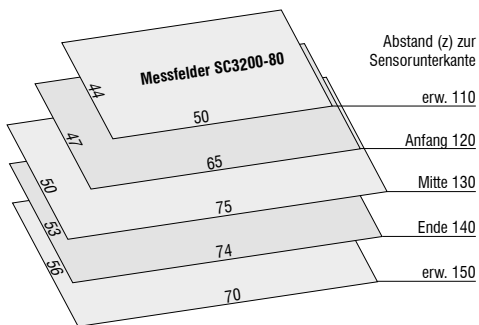 Abstand (z) zur
Sensorunterkante
Messfelder SC3200-80
44
50
erw. 110
47
65
Anfang 120
50
75
Mitte 130
53
74
Ende 140
56
70
erw. 150